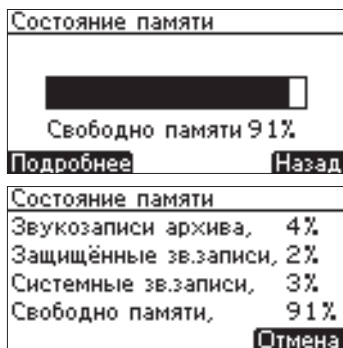 Состояние памяти
Свободно памяти 91%
Подробнее Назад
Состояние памяти
Звукозаписи архива, 4%
Защищённые зв.записи, 2%
Системные зв.записи, 3%
Свободно памяти, 91%
Отмена